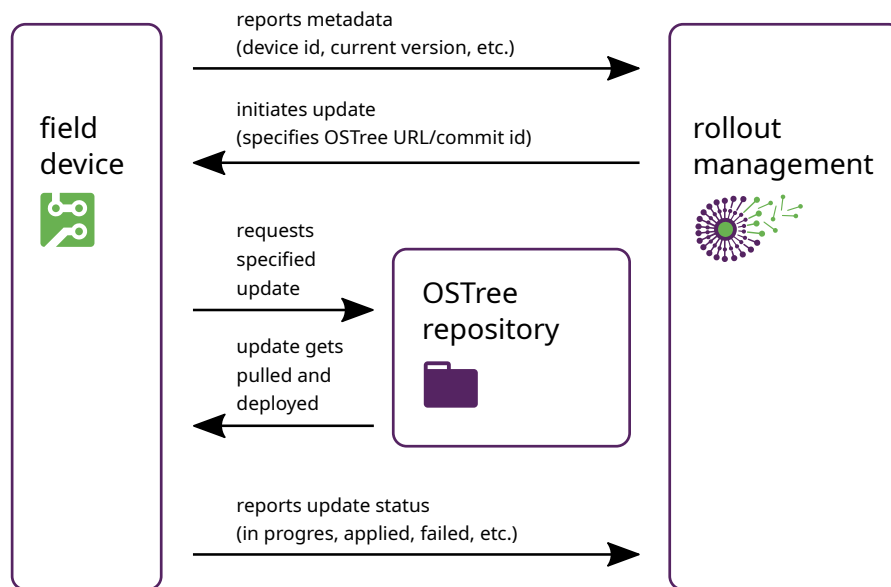 reports metadata
(device id, current version, etc.)
field
device
initiates update
(specifies OSTree URL/commit id)
rollout
management
requests
specified
update
OSTree
repository
update gets
pulled and
deployed
reports update status
(in progres, applied, failed, etc.)